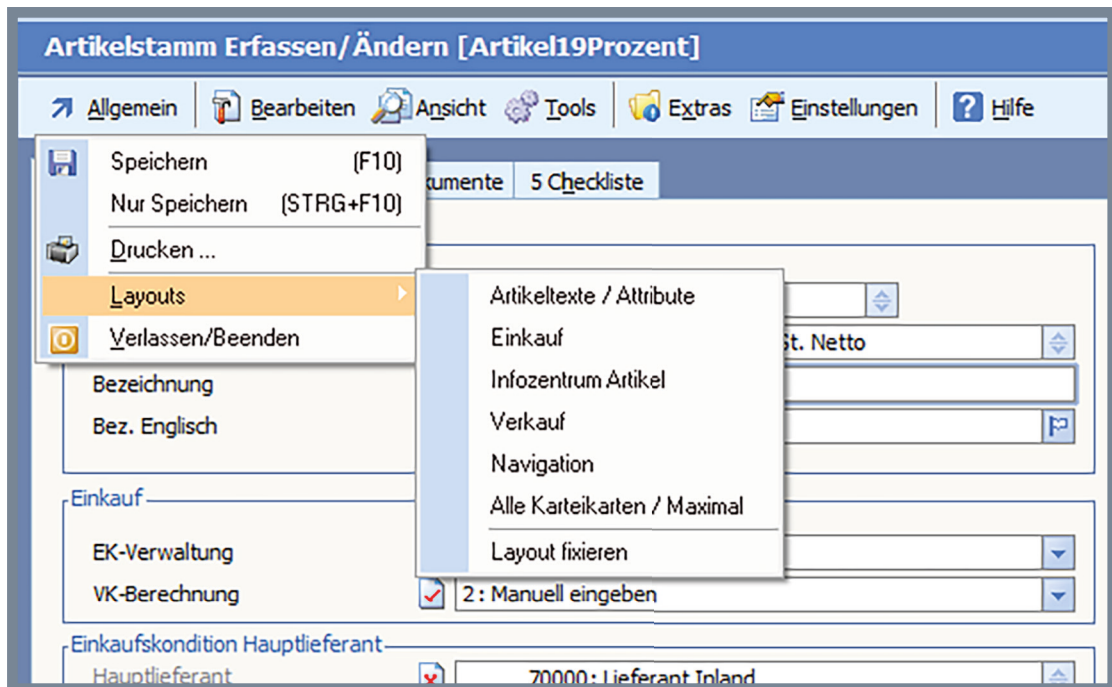 Artikelstamm Erfassen/Ändern [Artikel19Prozent]
Allgemein Bearbeiten Ansicht Tools Extras Einstellungen Hilfe
Speichern (F10)
Nur Speichern (STRG+F10)
Drucken ...
Layouts
Verlassen/Beenden
kumente 5 Checkliste
Artikeltexte / Attribute
Einkauf
Infozentrum Artikel
Verkauf
Navigation
Alle Karteikarten / Maximal
Layout fixieren
St. Netto
Bezeichnung
Bez. Englisch
Einkauf
EK-Verwaltung
VK-Berechnung 2: Manuell eingeben
Einkaufskondition Hauptlieferant
Hauptlieferant 70000: Lieferant Inland